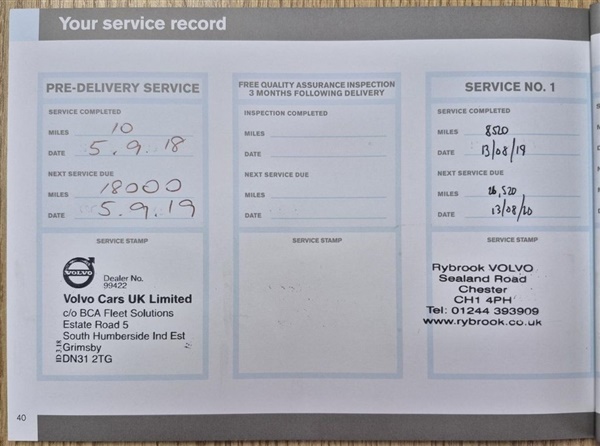 Your service record
PRE-DELIVERY SERVICE
SERVICE COMPLETED
MILES 10
DATE 5.9.18
NEXT SERVICE DUE
MILES 18000
DATE 5.9.19
SERVICE STAMP
VOLVO
Dealer No.
99422
Volvo Cars UK Limited
c/o BCA Fleet Solutions
Estate Road 5
South Humberside Ind Est
Grimsby
DN31 2TG
FREE QUALITY ASSURANCE INSPECTION
3 MONTHS FOLLOWING DELIVERY
INSPECTION COMPLETED
MILES
DATE
NEXT SERVICE DUE
MILES
DATE
SERVICE STAMP
SERVICE NO. 1
SERVICE COMPLETED
MILES 8520
DATE 13/08/19
NEXT SERVICE DUE
MILES 26,520
DATE 13/08/20
SERVICE STAMP
Rybrook VOLVO
Sealand Road
Chester
CH1 4PH
Tel: 01244 393909
www.rybrook.co.uk
40